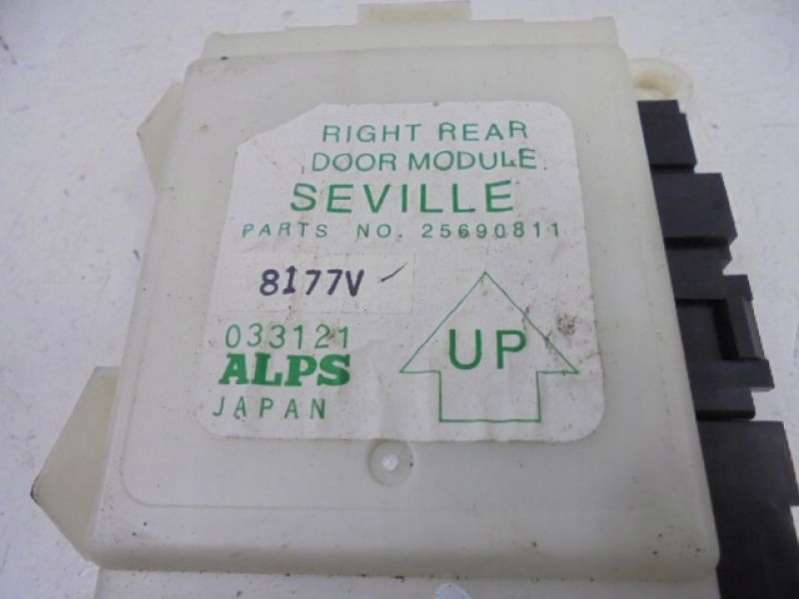 RIGHT REAR
DOOR MODULE
SEVILLE
PARTS NO. 25690811
8177V
033121
ALPS
JAPAN
UP